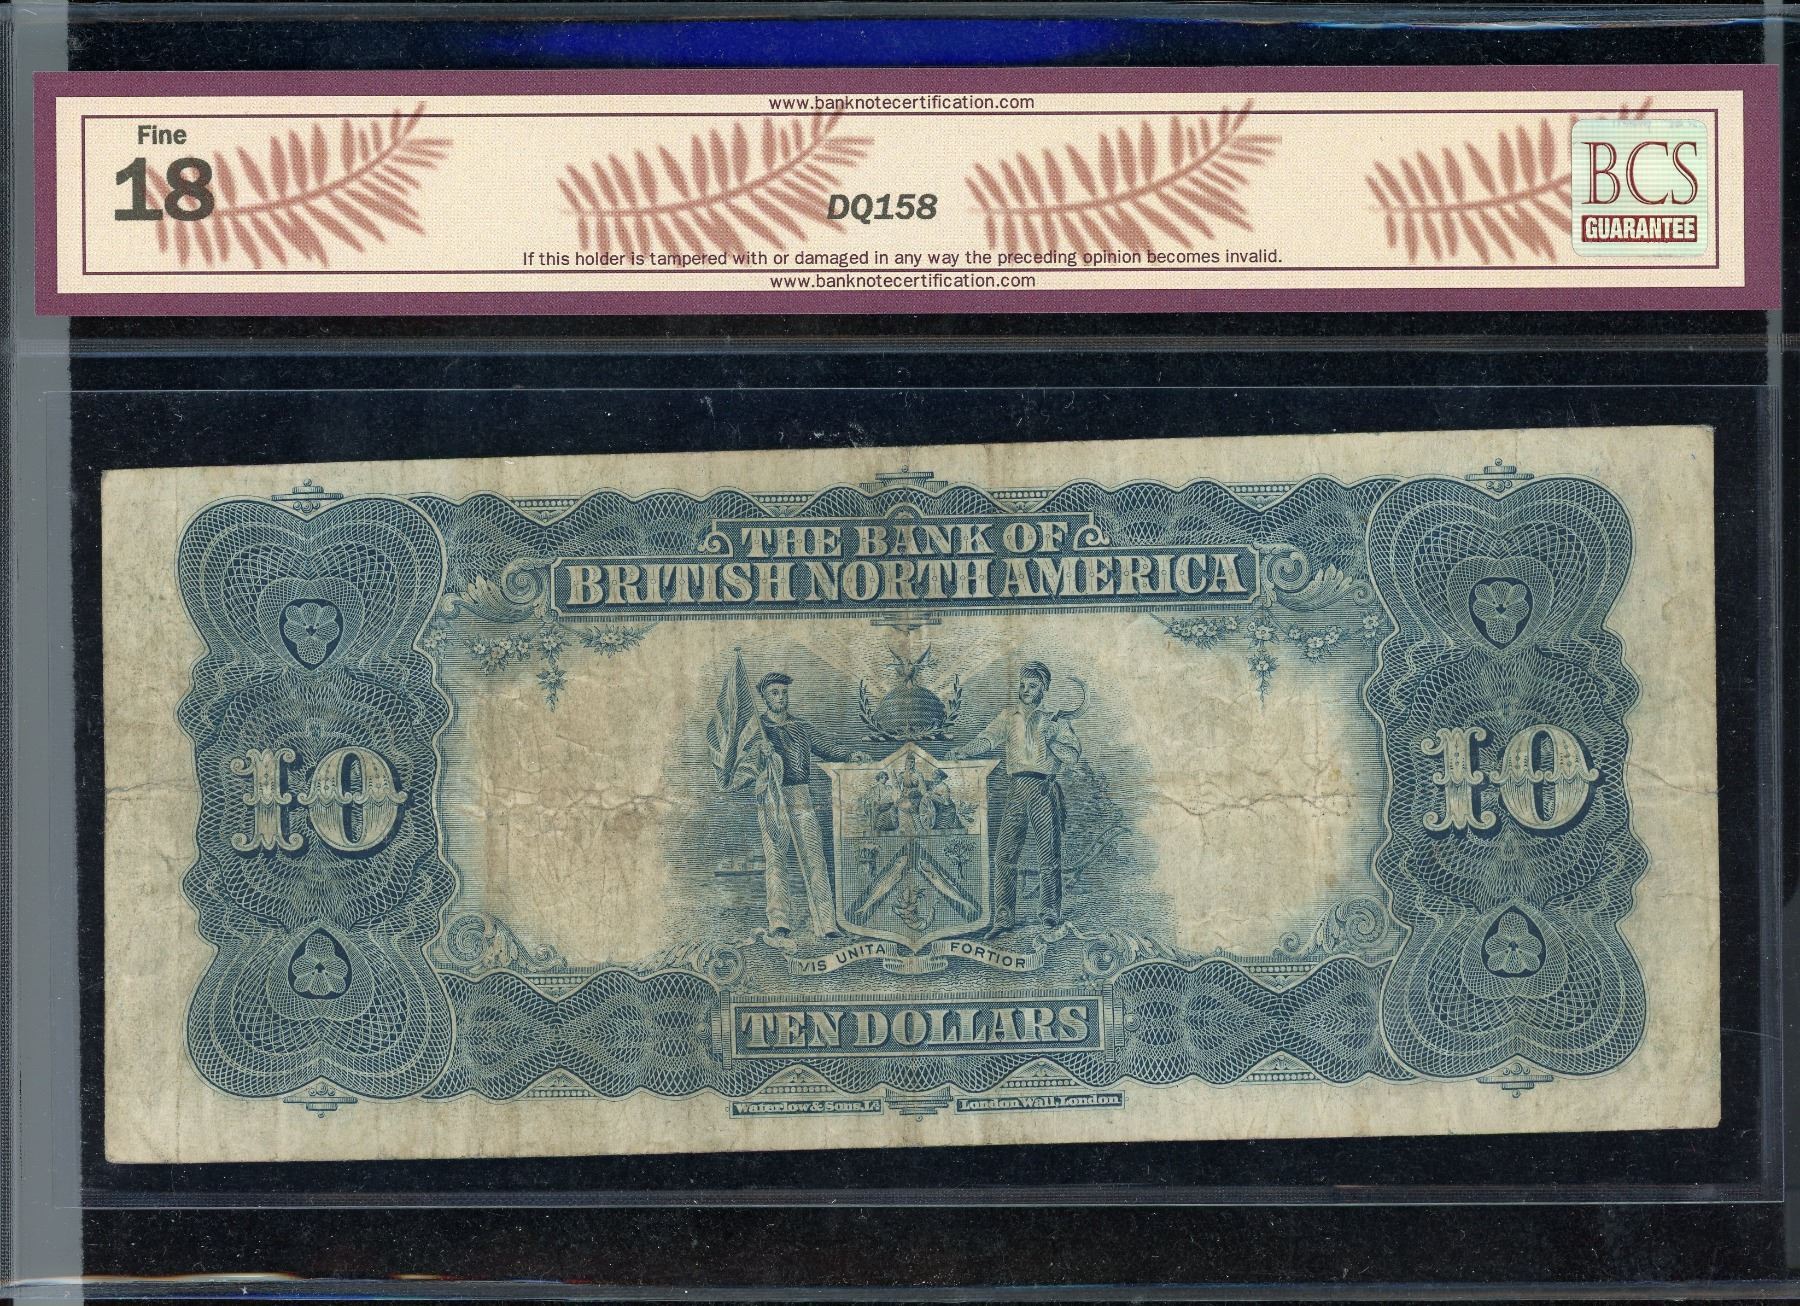 www.banknotecertification.com
Fine
18
DQ158
BCS
GUARANTEE
If this holder is tampered with or damaged in any way the preceding opinion becomes invalid.
www.banknotecertification.com
THE BANK OF
BRITISH NORTH AMERICA
10
10
VIS UNITA FORTIOR
TEN DOLLARS
Waterlow & Sons, Ld London Wall, London